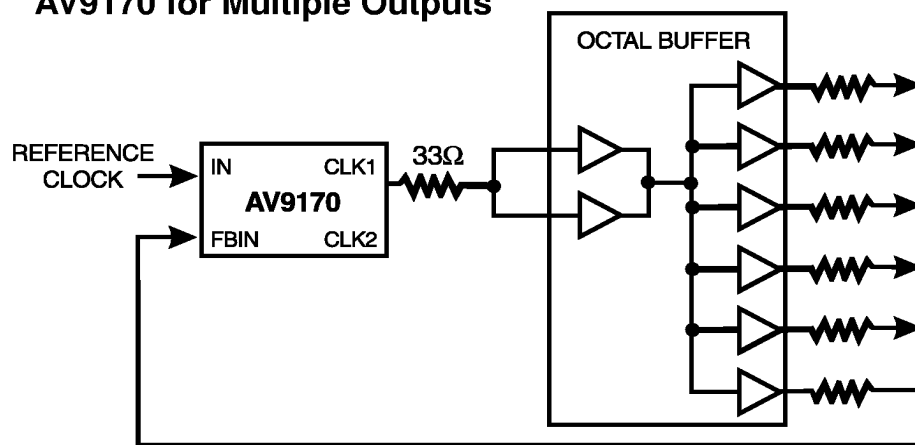 AV9170 for Multiple Outputs
OCTAL BUFFER
REFERENCE
CLOCK
IN
CLK1
33Ω
AV9170
FBIN
CLK2